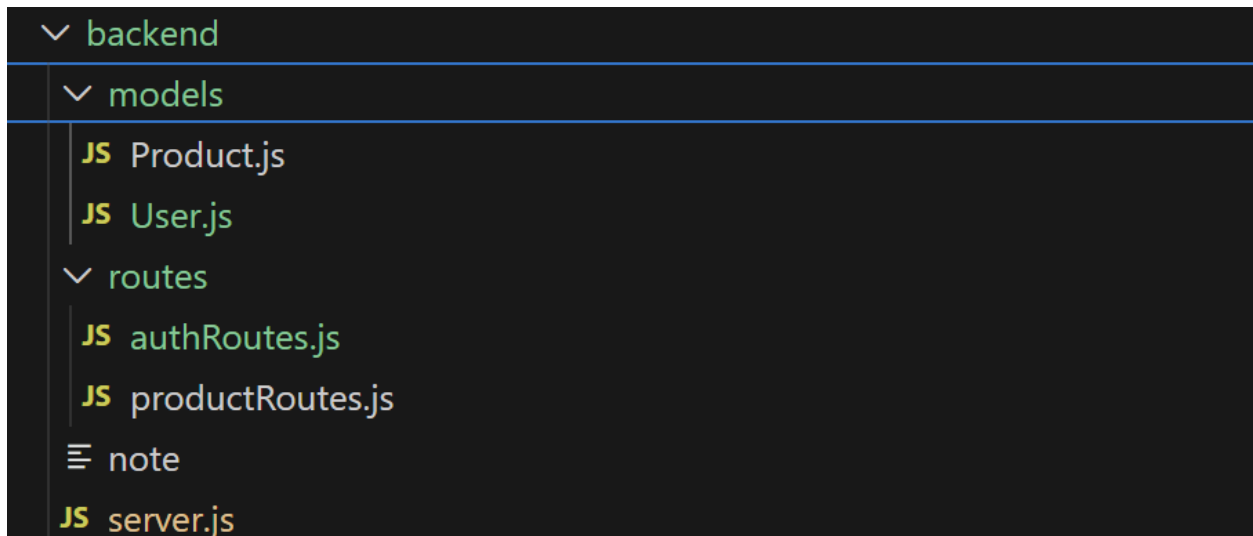 backend
models
JS Product.js
JS User.js
routes
JS authRoutes.js
JS productRoutes.js
note
JS server.js